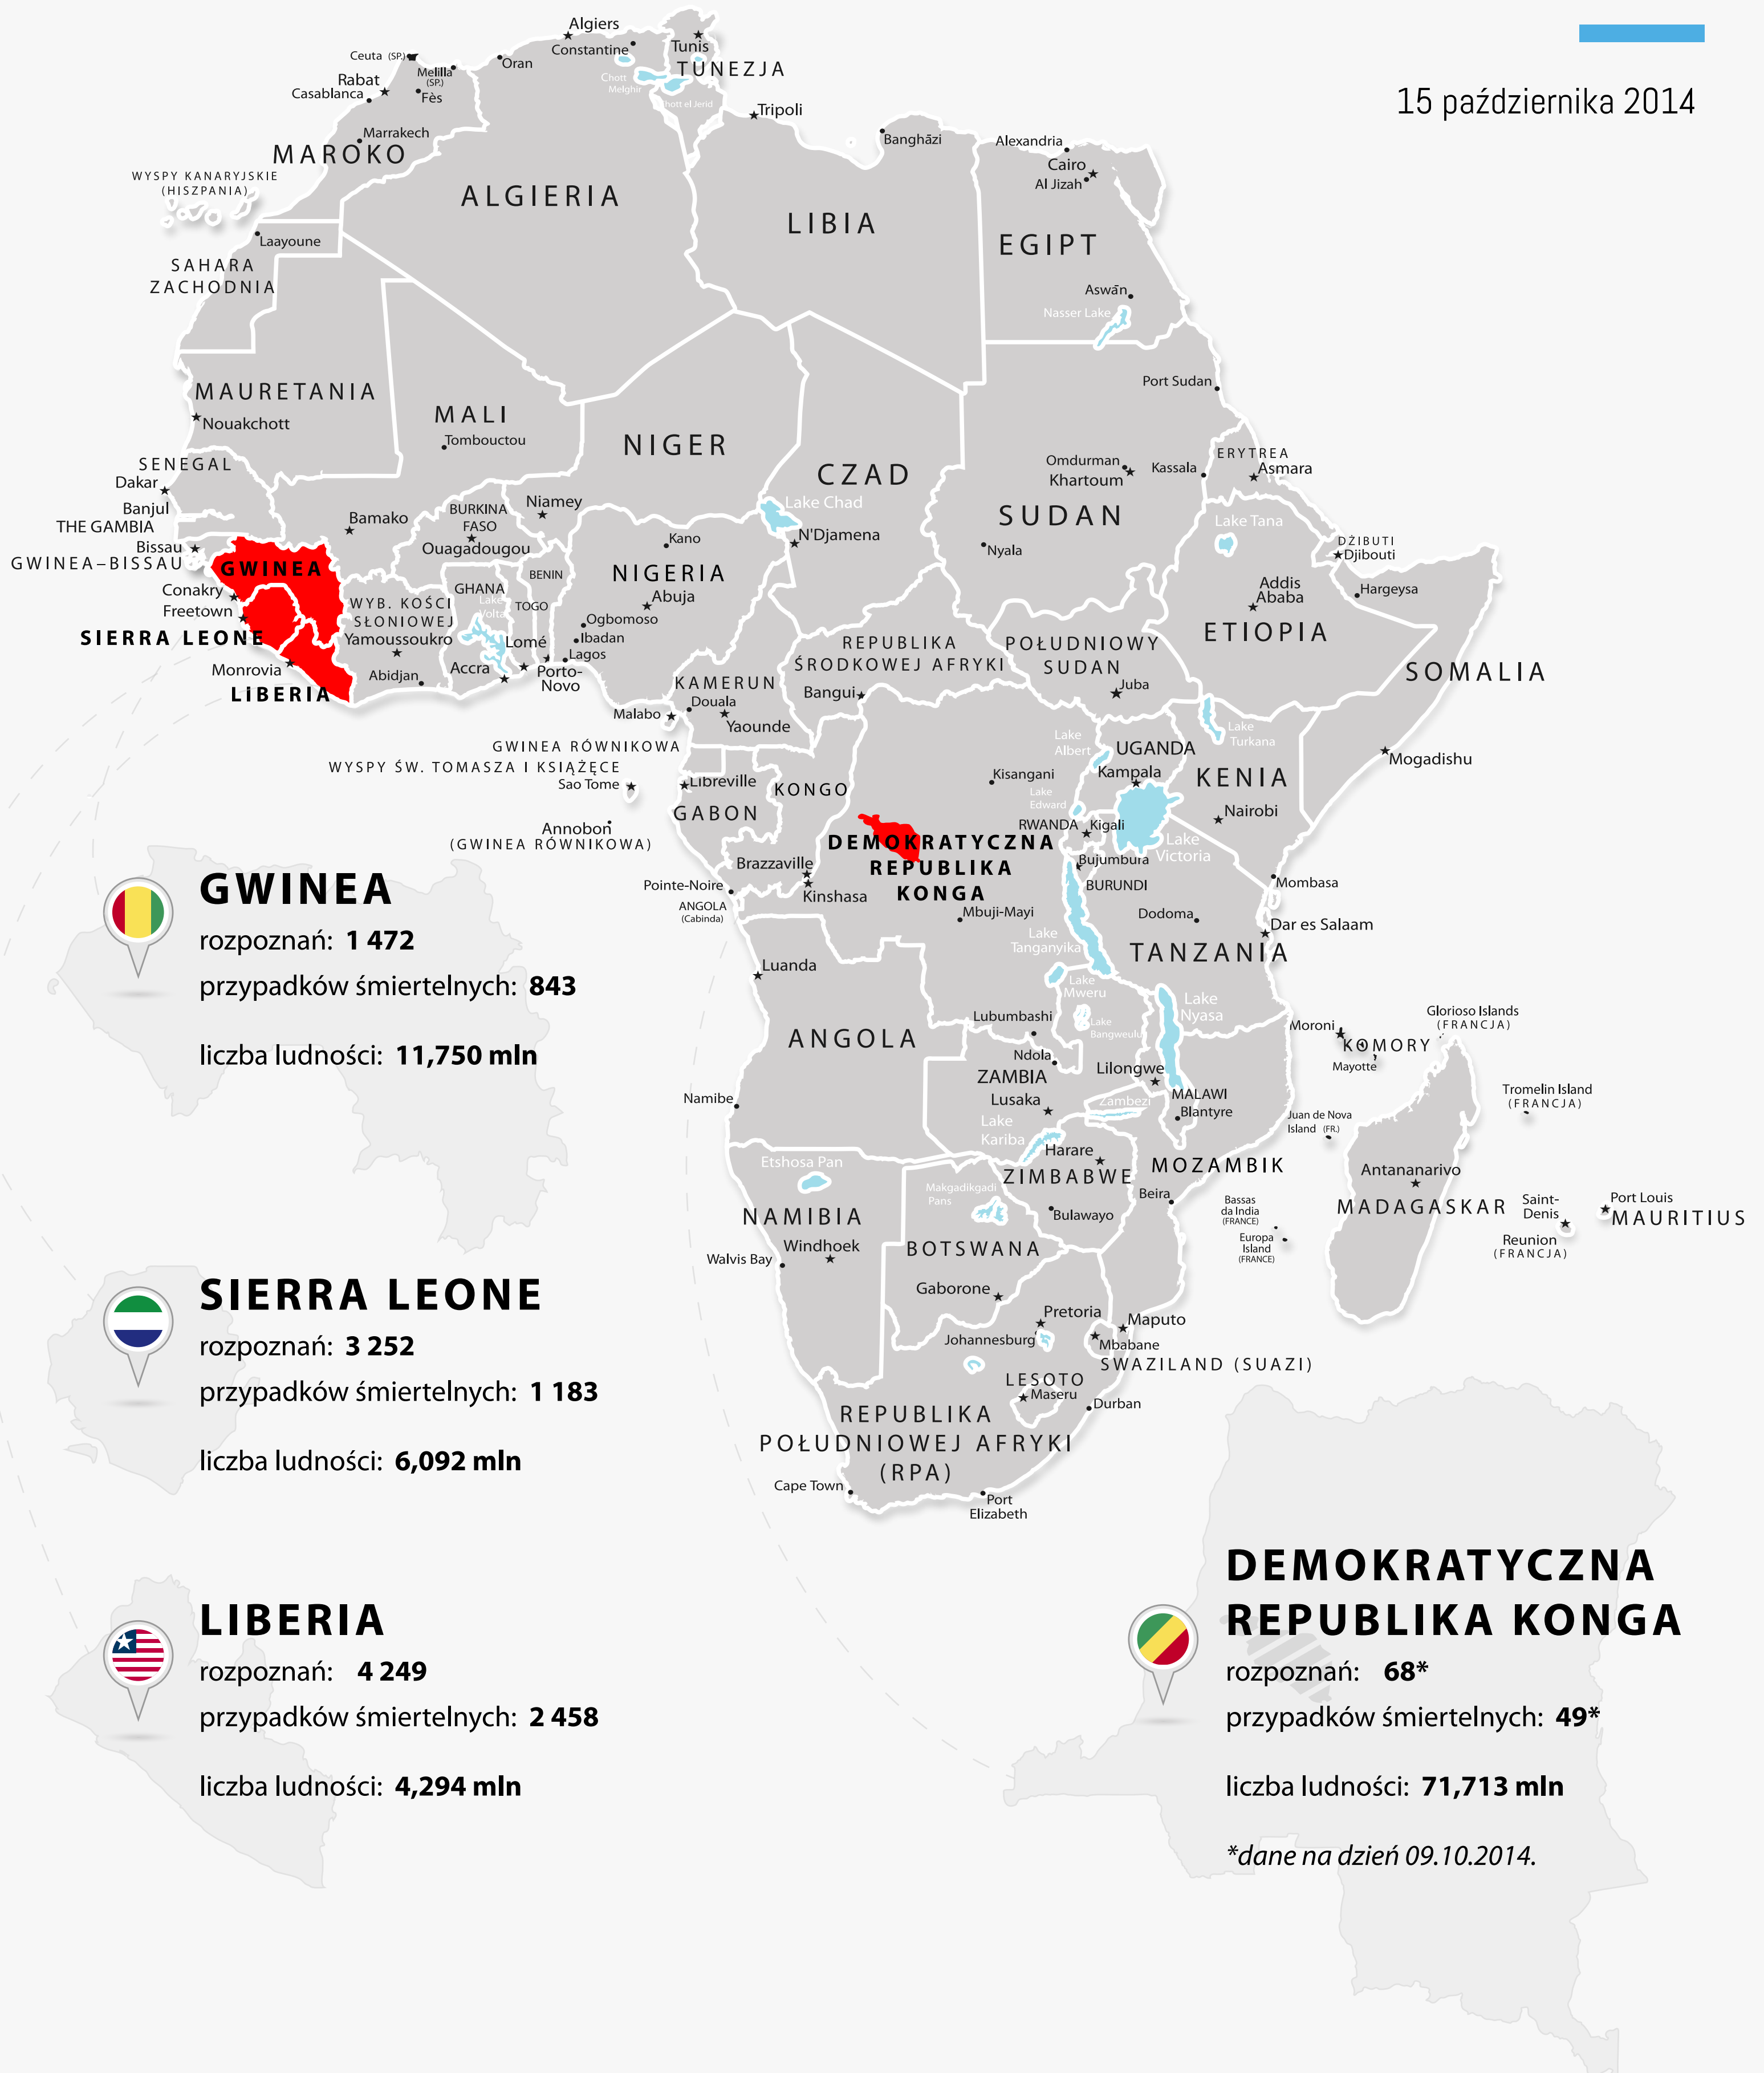 15 października 2014
Algiers
Constantine
Tunis
TUNEZJA
Ceuta (SP.)
Oran
Melilla
(SP.)
Rabat
Casablanca
Fès
Chott
Melghir
Chott el Jerid
Tripoli
Marrakech
MAROKO
Banghāzi
Alexandria
Cairo
Al Jizah
WYSPY KANARYJSKIE
(HISZPANIA)
ALGIERIA
LIBIA
EGIPT
Laayoune
SAHARA
ZACHODNIA
Aswān
Nasser Lake
MAURETANIA
Nouakchott
MALI
Tombouctou
NIGER
CZAD
Port Sudan
SENEGAL
Dakar
Banjul
THE GAMBIA
Bissau
GWINEA–BISSAU
Bamako
BURKINA
FASO
Ouagadougou
Niamey
Lake Chad
N'Djamena
Omdurman
Khartoum
Kassala
ERYTREA
Asmara
SUDAN
Nyala
Lake Tana
DŻIBUTI
Djibouti
Hargeysa
GWINEA
Conakry
Freetown
SIERRA LEONE
Monrovia
LiBERIA
WYB. KOŚCI
SŁONIOWEJ
Yamoussoukro
Abidjan
GHANA
Lake
Volta
Accra
TOGO
Lomé
BENIN
Porto-
Novo
Kano
NIGERIA
Abuja
Ogbomoso
Ibadan
Lagos
Addis
Ababa
ETIOPIA
SOMALIA
REPUBLIKA
ŚRODKOWEJ AFRYKI
Bangui
POŁUDNIOWY
SUDAN
Juba
KAMERUN
Douala
Yaounde
Malabo
GWINEA RÓWNIKOWA
WYSPY ŚW. TOMASZA I KSIĄŻĘCE
Sao Tome
Libreville
GABON
KONGO
Annobon
(GWINEA RÓWNIKOWA)
Lake
Albert
UGANDA
Kampala
Lake
Turkana
KENIA
Nairobi
Mogadishu
Kisangani
Lake
Edward
RWANDA
Kigali
Lake
Victoria
DEMOKRATYCZNA
REPUBLIKA
KONGA
Bujumbura
BURUNDI
Brazzaville
Kinshasa
Pointe-Noire
ANGOLA
(Cabinda)
Mbuji-Mayi
Lake
Tanganyika
Dodoma
Mombasa
Dar es Salaam
TANZANIA
Luanda
ANGOLA
Lake
Mweru
Lake
Bangweulu
Lubumbashi
Ndola
ZAMBIA
Lusaka
Lake
Nyasa
Lilongwe
MALAWI
Blantyre
Zambezi
Moroni
KOMORY
Mayotte
Glorioso Islands
(FRANCJA)
Tromelin Island
(FRANCJA)
Juan de Nova
Island (FR.)
Namibe
Lake
Kariba
Harare
ZIMBABWE
Bulawayo
MOZAMBIK
Beira
Etshosa Pan
Makgadikgadi
Pans
NAMIBIA
Windhoek
Walvis Bay
BOTSWANA
Gaborone
Bassas
da India
(FRANCE)
Europa
Island
(FRANCE)
Antananarivo
MADAGASKAR
Saint-
Denis
Reunion
(FRANCJA)
Port Louis
MAURITIUS
Pretoria
Johannesburg
Maputo
Mbabane
SWAZILAND (SUAZI)
LESOTO
Maseru
Durban
REPUBLIKA
POŁUDNIOWEJ AFRYKI
(RPA)
Cape Town
Port
Elizabeth
GWINEA
rozpoznań: 1 472
przypadków śmiertelnych: 843
liczba ludności: 11,750 mln
SIERRA LEONE
rozpoznań: 3 252
przypadków śmiertelnych: 1 183
liczba ludności: 6,092 mln
LIBERIA
rozpoznań: 4 249
przypadków śmiertelnych: 2 458
liczba ludności: 4,294 mln
DEMOKRATYCZNA
REPUBLIKA KONGA
rozpoznań: 68*
przypadków śmiertelnych: 49*
liczba ludności: 71,713 mln
*dane na dzień 09.10.2014.